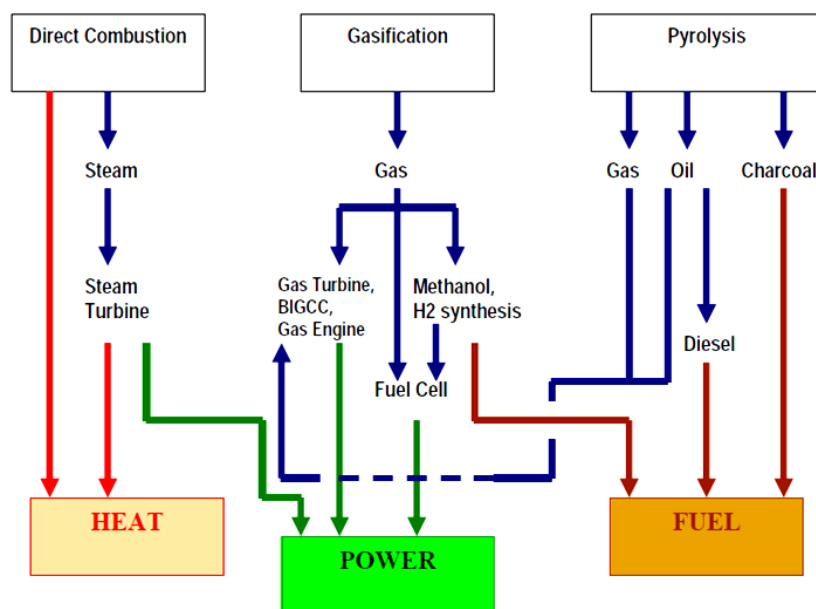 Direct Combustion
Gasification
Pyrolysis
Steam
Gas
Gas
Oil
Charcoal
Steam
Turbine
Gas Turbine,
BIGCC,
Gas Engine
Methanol,
H2 synthesis
Diesel
Fuel Cell
HEAT
POWER
FUEL